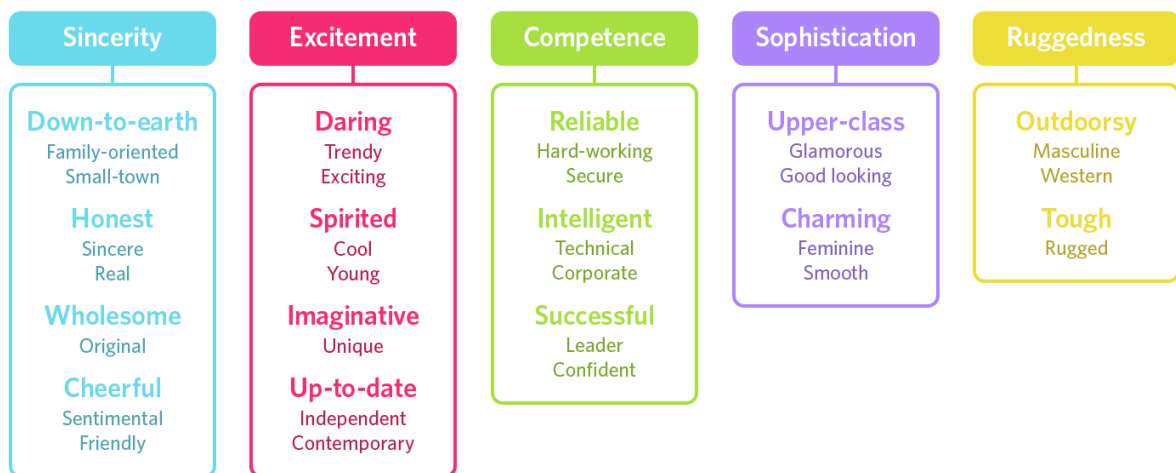 Sincerity
Down-to-earth
Family-oriented
Small-town
Honest
Sincere
Real
Wholesome
Original
Cheerful
Sentimental
Friendly
Excitement
Daring
Trendy
Exciting
Spirited
Cool
Young
Imaginative
Unique
Up-to-date
Independent
Contemporary
Competence
Reliable
Hard-working
Secure
Intelligent
Technical
Corporate
Successful
Leader
Confident
Sophistication
Upper-class
Glamorous
Good looking
Charming
Feminine
Smooth
Ruggedness
Outdoorsy
Masculine
Western
Tough
Rugged